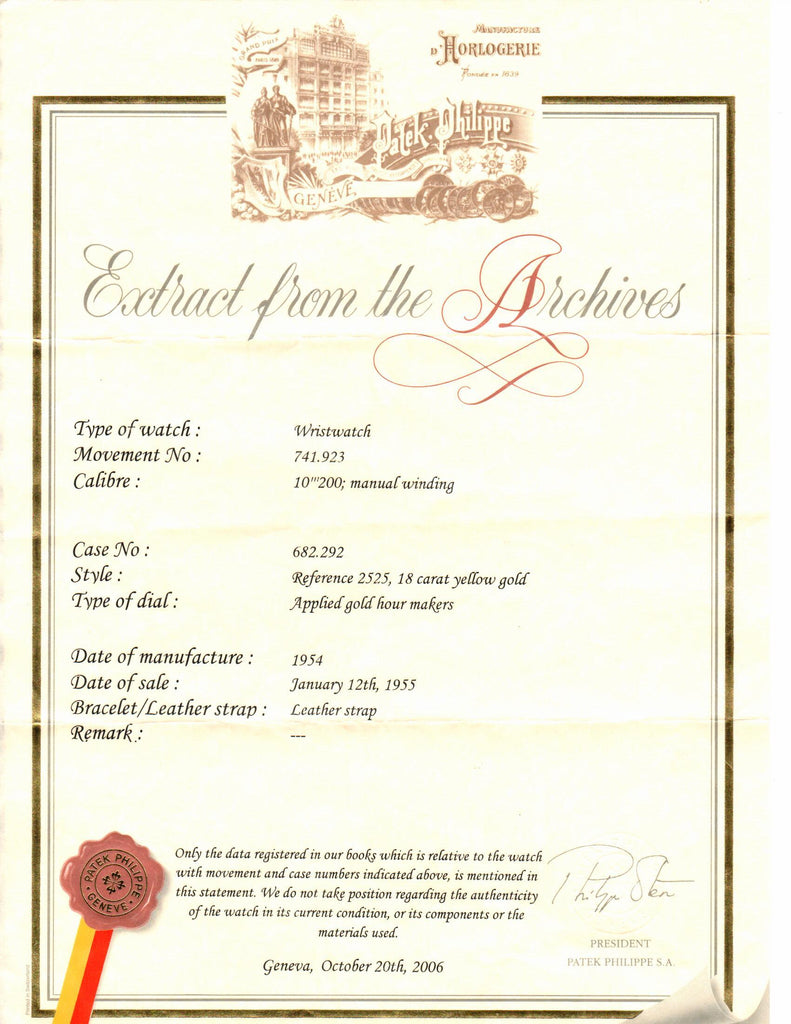 MANUFACTURE
D'HORLOGERIE
FONDÉE EN 1839
GRAND PRIX
PARIS
Patek Philippe
GENÈVE
Extract from the Archives
Type of watch : Wristwatch
Movement No : 741.923
Calibre : 10'''200; manual winding
Case No : 682.292
Style : Reference 2525, 18 carat yellow gold
Type of dial : Applied gold hour makers
Date of manufacture : 1954
Date of sale : January 12th, 1955
Bracelet/Leather strap : Leather strap
Remark : ---
Only the data registered in our books which is relative to the watch
with movement and case numbers indicated above, is mentioned in
this statement. We do not take position regarding the authenticity
of the watch in its current condition, or its components or the
materials used.
Geneva, October 20th, 2006
PATEK PHILIPPE
GENEVE
Philippe Stern
PRESIDENT
PATEK PHILIPPE S.A.
Printed in Switzerland